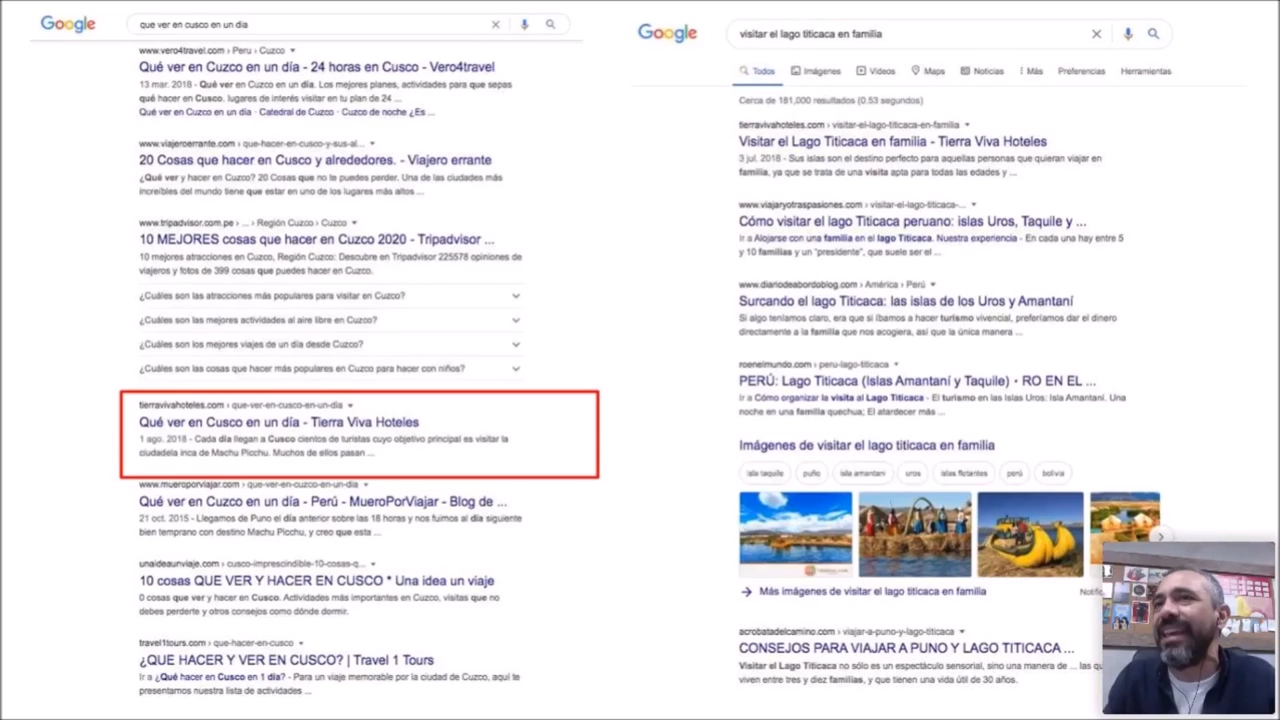 Google
que ver en cusco en un dia
www.vero4travel.com › Peru › Cuzco
Qué ver en Cuzco en un día - 24 horas en Cusco - Vero4travel
13 mar. 2018 - Qué ver en Cuzco en un día. Los mejores planes, actividades para que sepas
qué hacer en Cusco. lugares de interés visitar en tu plan de 24 ...
Qué ver en Cuzco en un día · Catedral de Cuzco · Cuzco de noche ¿Es ...
www.viajeroerrante.com › que-hacer-en-cusco-y-sus-al...
20 Cosas que hacer en Cusco y alrededores. - Viajero errante
¿Qué ver y hacer en Cuzco? 20 Cosas que no te puedes perder. Una de las ciudades más
increíbles del mundo tiene que estar en uno de los lugares más altos ...
www.tripadvisor.com.pe › ... › Región Cuzco › Cuzco
10 MEJORES cosas que hacer en Cuzco 2020 - Tripadvisor ...
10 mejores atracciones en Cuzco, Región Cuzco: Descubre en Tripadvisor 225578 opiniones de
viajeros y fotos de 399 cosas que puedes hacer en Cusco.
¿Cuáles son las atracciones más populares para visitar en Cuzco?
¿Cuáles son las mejores actividades al aire libre en Cuzco?
¿Cuáles son los mejores viajes de un día desde Cuzco?
¿Cuáles son las cosas que hacer más populares en Cuzco para hacer con niños?
tierravivahoteles.com › que-ver-en-cusco-en-un-dia
Qué ver en Cusco en un día - Tierra Viva Hoteles
1 ago. 2018 - Cada día llegan a Cusco cientos de turistas cuyo objetivo principal es visitar la
ciudadela inca de Machu Picchu. Muchos de ellos pasan ...
www.mueroporviajar.com › que-ver-en-cuzco-en-un-dia
Qué ver en Cuzco en un día - Perú - MueroPorViajar - Blog de ...
21 oct. 2015 - Llegamos de Puno el día anterior sobre las 18 horas y nos fuimos al día siguiente
bien temprano con destino Machu Picchu, y creo que esta ...
unaideaunviaje.com › cusco-imprescindible-10-cosas-q...
10 cosas QUE VER Y HACER EN CUSCO * Una idea un viaje
0 cosas que ver y hacer en Cusco. Actividades más importantes en Cuzco, visitas que no
debes perderte y otros consejos como dónde dormir.
travel1tours.com › que-hacer-en-cusco
¿QUE HACER Y VER EN CUSCO? | Travel 1 Tours
Ir a ¿Qué hacer en Cusco en 1 día? - Para un viaje memorable por la ciudad de Cuzco, aquí te
presentamos nuestra lista de actividades ...
Google
visitar el lago titicaca en familia
Todos Imágenes Videos Maps Noticias Más Preferencias Herramientas
Cerca de 181,000 resultados (0.53 segundos)
tierravivahoteles.com › visitar-el-lago-titicaca-en-familia
Visitar el Lago Titicaca en familia - Tierra Viva Hoteles
3 jul. 2018 - Sus islas son el destino perfecto para aquellas personas que quieran viajar en
familia, ya que se trata de una visita apta para todas las edades y ...
www.viajaryotraspasiones.com › visitar-el-lago-titicaca-...
Cómo visitar el lago Titicaca peruano: islas Uros, Taquile y ...
Ir a Alojarse con una familia en el lago Titicaca. Nuestra experiencia - En cada una hay entre 5
y 10 familias y un "presidente", que suele ser el ...
www.diariodeabordoblog.com › América › Perú
Surcando el lago Titicaca: las islas de los Uros y Amantaní
Si algo teníamos claro, era que si íbamos a hacer turismo vivencial, preferíamos dar el dinero
directamente a la familia que nos acogiera, así que la única manera ...
roenelmundo.com › peru-lago-titicaca
PERÚ: Lago Titicaca (Islas Amantaní y Taquile) • RO EN EL ...
Ir a Cómo organizar la visita al Lago Titicaca - El turismo en las Islas Uros: Isla Amantaní. Una
noche en una familia quechua; El atardecer más ...
Imágenes de visitar el lago titicaca en familia
isla taquile puño isla amantani uros islas flotantes perú bolivia
Más imágenes de visitar el lago titicaca en familia
Notific
acrobatadelcamino.com › viajar-a-puno-y-lago-titicaca
CONSEJOS PARA VIAJAR A PUNO Y LAGO TITICACA ...
Visitar el Lago Titicaca no sólo es un espectáculo sensorial, sino una manera de ... las qu
viven entre tres y diez familias, y que tienen una vida útil de 30 años.